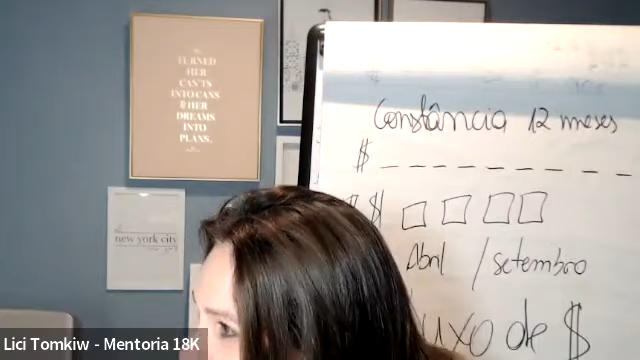 TURNED
HER
CAN'TS
INTO CANS
& HER
DREAMS
INTO
PLANS.
new york city
Constância 12 meses
$ _ _ _ _ _ _ _ _ _
$ $
Abril / setembro
uxo de $
Lici Tomkiw - Mentoria 18K